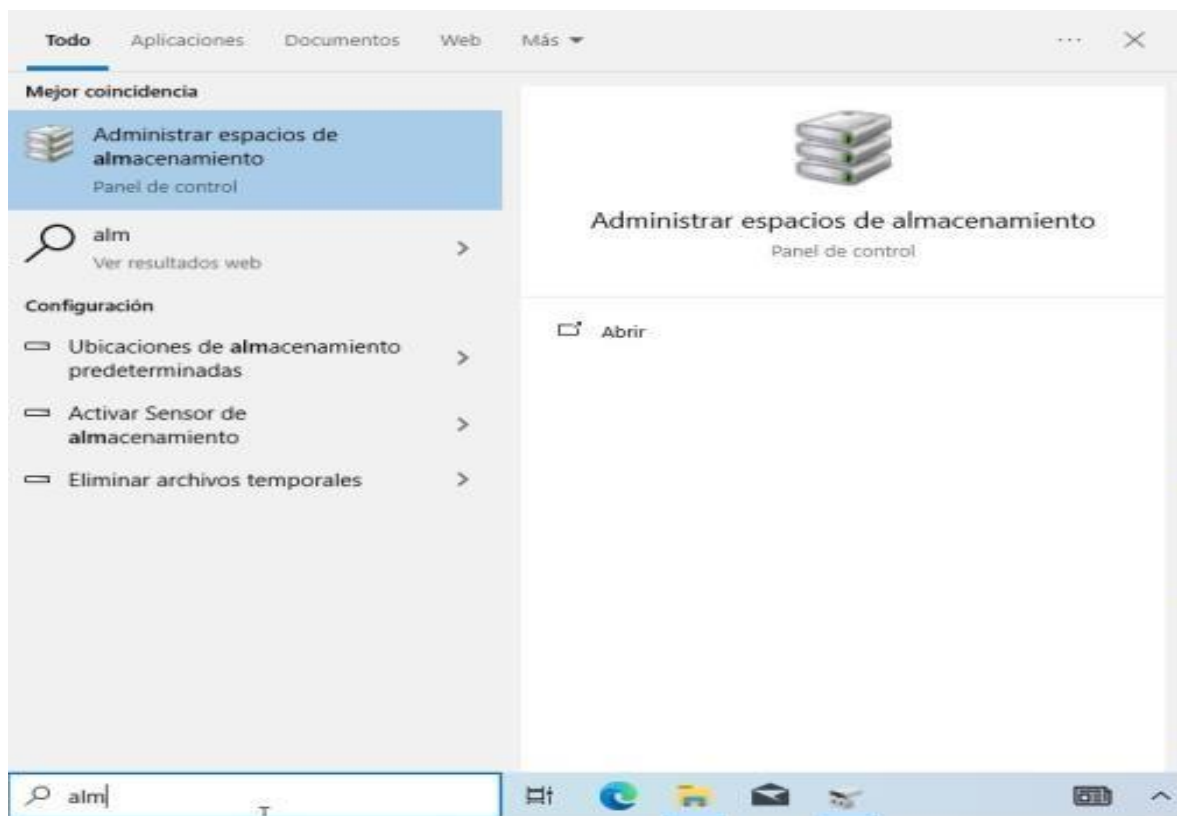 Todo Aplicaciones Documentos Web Más
Mejor coincidencia
Administrar espacios de
almacenamiento
Panel de control
alm
Ver resultados web
Configuración
Ubicaciones de almacenamiento
predeterminadas
Activar Sensor de
almacenamiento
Eliminar archivos temporales
Administrar espacios de almacenamiento
Panel de control
Abrir
alm